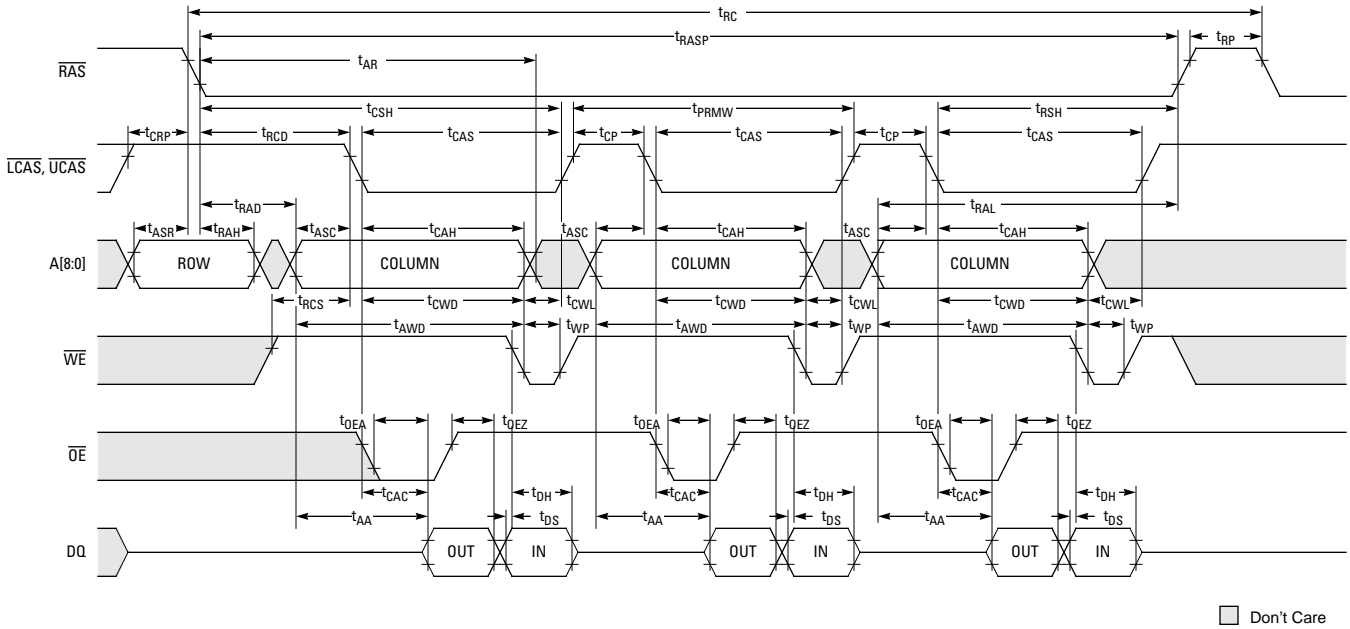 tRC
tRASP
tRP
RAS
tAR
tCSH
tPRMW
tRSH
tCRP
tRCD
tCAS
tCP
tCAS
tCP
tCAS
LCAS, UCAS
tRAD
tRAL
tASR
tRAH
tASC
tCAH
tASC
tCAH
tASC
tCAH
A[8:0]
ROW
COLUMN
COLUMN
COLUMN
tRCS
tCWD
tCWL
tCWD
tCWL
tCWD
tCWL
tAWD
tWP
tAWD
tWP
tAWD
tWP
WE
tOEA
tOEZ
tOEA
tOEZ
tOEA
tOEZ
OE
tCAC
tDH
tCAC
tDH
tCAC
tDH
tAA
tDS
tAA
tDS
tAA
tDS
DQ
OUT
IN
OUT
IN
OUT
IN
Don't Care